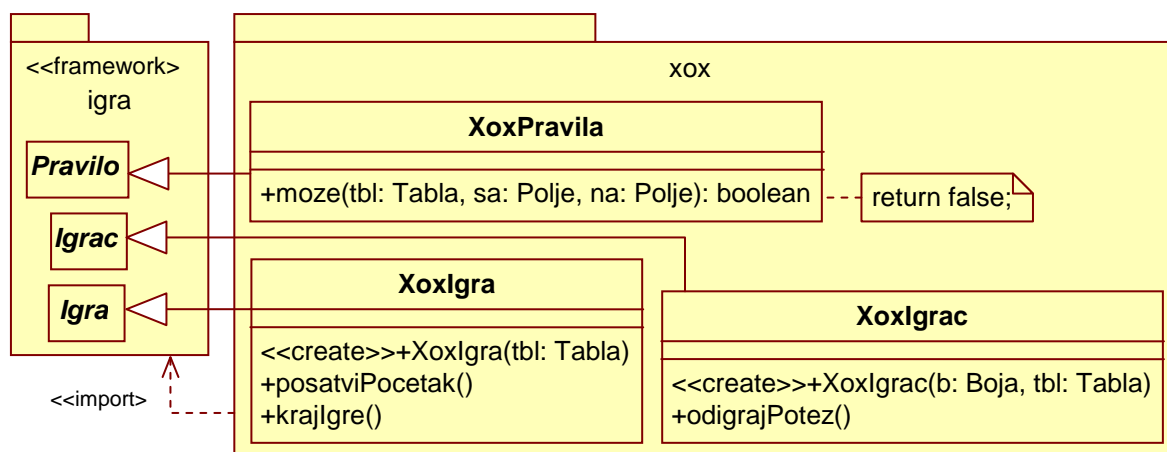 <<framework>
igra
Pravilo
Igrac
Igra
<<import>
xox
XoxPravila
+moze(tbl: Tabla, sa: Polje, na: Polje): boolean
return false;
XoxIgra
<<create>>+XoxIgra(tbl: Tabla)
+posatviPocetak()
+krajIgre()
XoxIgrac
<<create>>+XoxIgrac(b: Boja, tbl: Tabla)
+odigrajPotez()